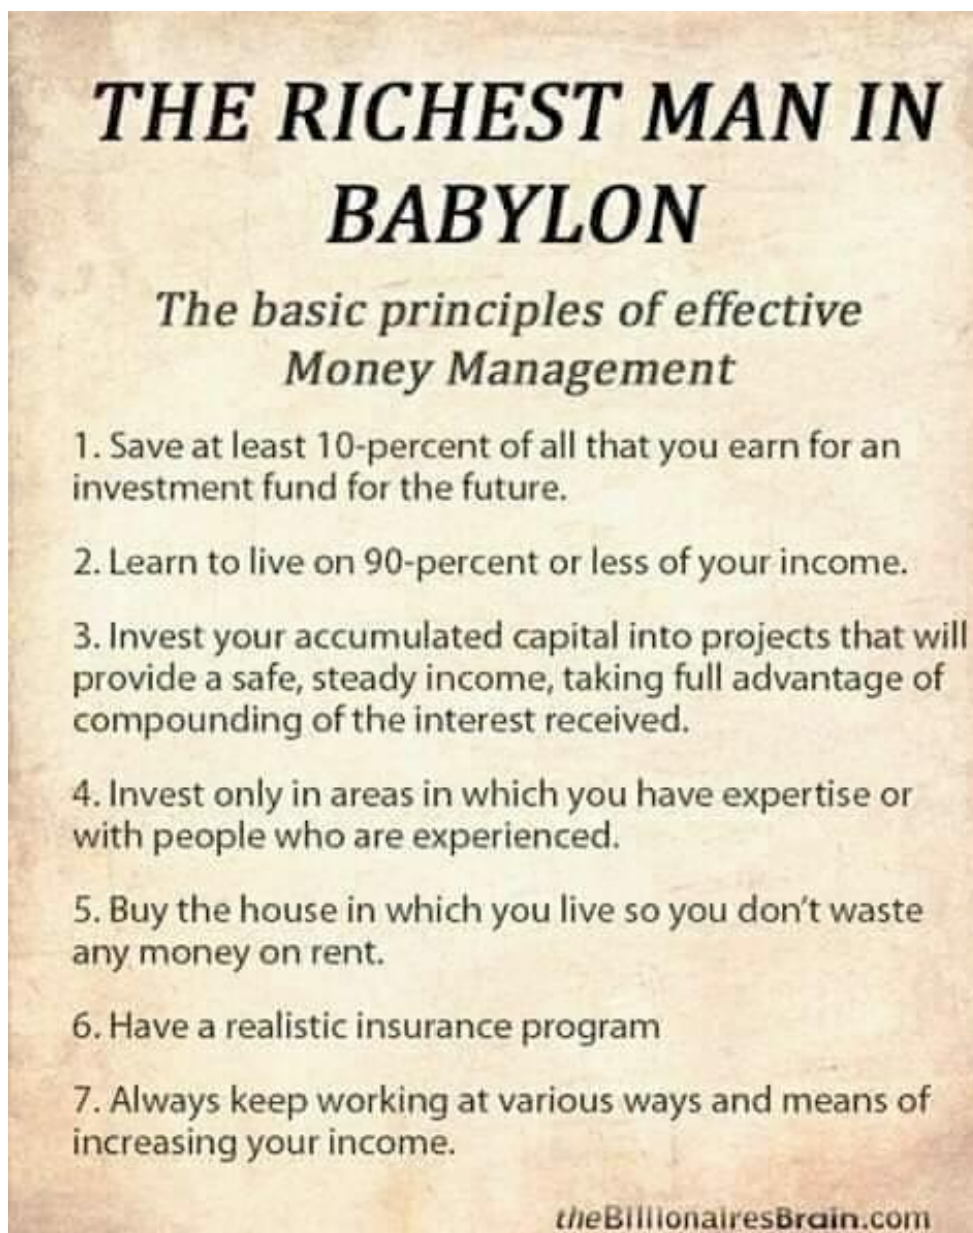 THE RICHEST MAN IN
BABYLON
The basic principles of effective
Money Management
1. Save at least 10-percent of all that you earn for an
investment fund for the future.
2. Learn to live on 90-percent or less of your income.
3. Invest your accumulated capital into projects that will
provide a safe, steady income, taking full advantage of
compounding of the interest received.
4. Invest only in areas in which you have expertise or
with people who are experienced.
5. Buy the house in which you live so you don't waste
any money on rent.
6. Have a realistic insurance program
7. Always keep working at various ways and means of
increasing your income.
theBillionairesBrain.com